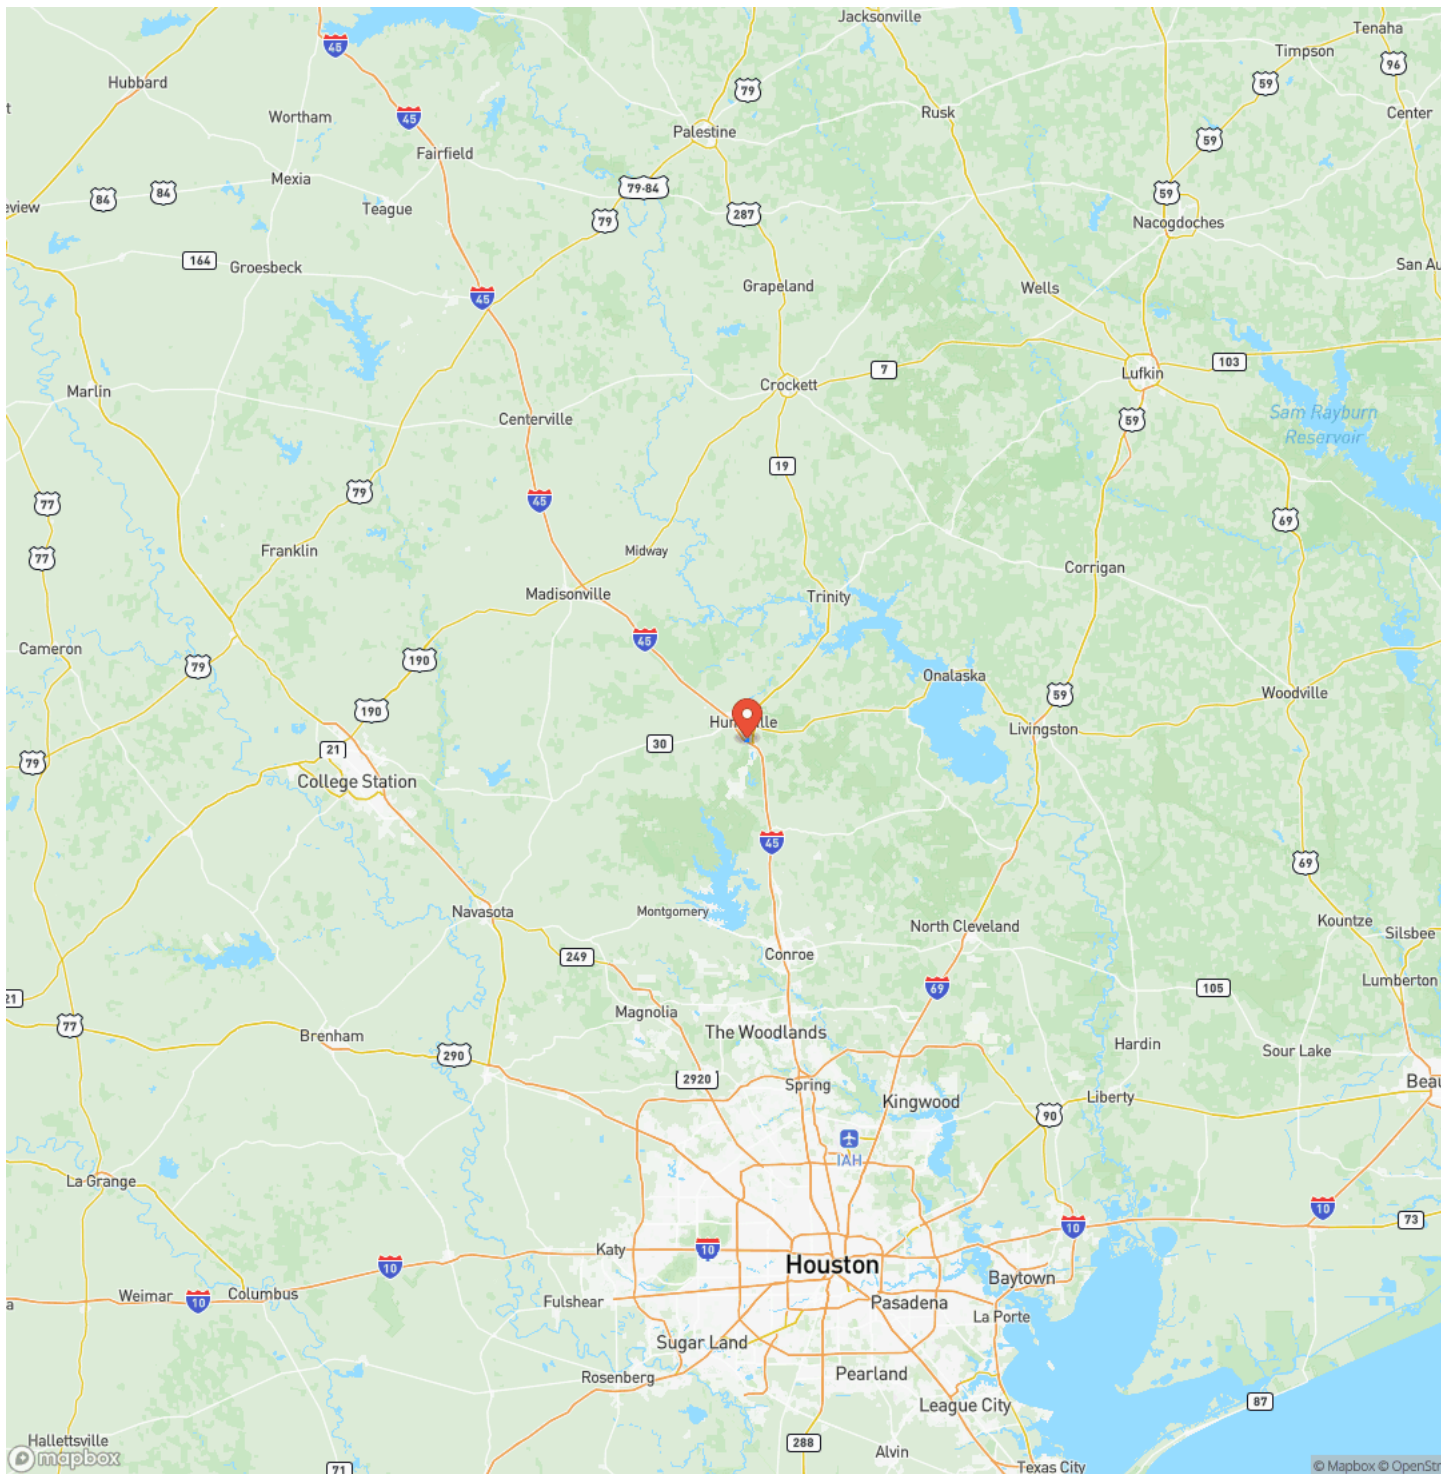 Jacksonville
Tenaha
Timpson
45
96
59
Hubbard
79
Center
Wortham
45
Rusk
Palestine
59
Fairfield
Mexia
79-84
84
84
59
eview
Teague
79
287
Nacogdoches
164
Groesbeck
San Au
Grapeland
Wells
45
103
7
Lufkin
Crockett
Marlin
Sam Rayburn
Reservoir
Centerville
59
19
79
45
77
69
Franklin
Midway
77
Corrigan
Madisonville
Trinity
45
Cameron
190
79
Onalaska
59
Woodville
190
Livingston
30
21
79
College Station
45
69
Navasota
Montgomery
North Cleveland
Kountze
Silsbee
Conroe
249
Lumberton
69
105
21
Magnolia
77
The Woodlands
Brenham
Hardin
Sour Lake
290
2920
Spring
Beau
Kingwood
Liberty
90
IAH
La Grange
10
73
10
Katy
10
Houston
10
Baytown
Columbus
Weimar
10
Fulshear
Pasadena
a
La Porte
Sugar Land
Pearland
Rosenberg
League City
87
Hallettsville
288
Alvin
mapbox
71
Texas City
© Mapbox © OpenStr